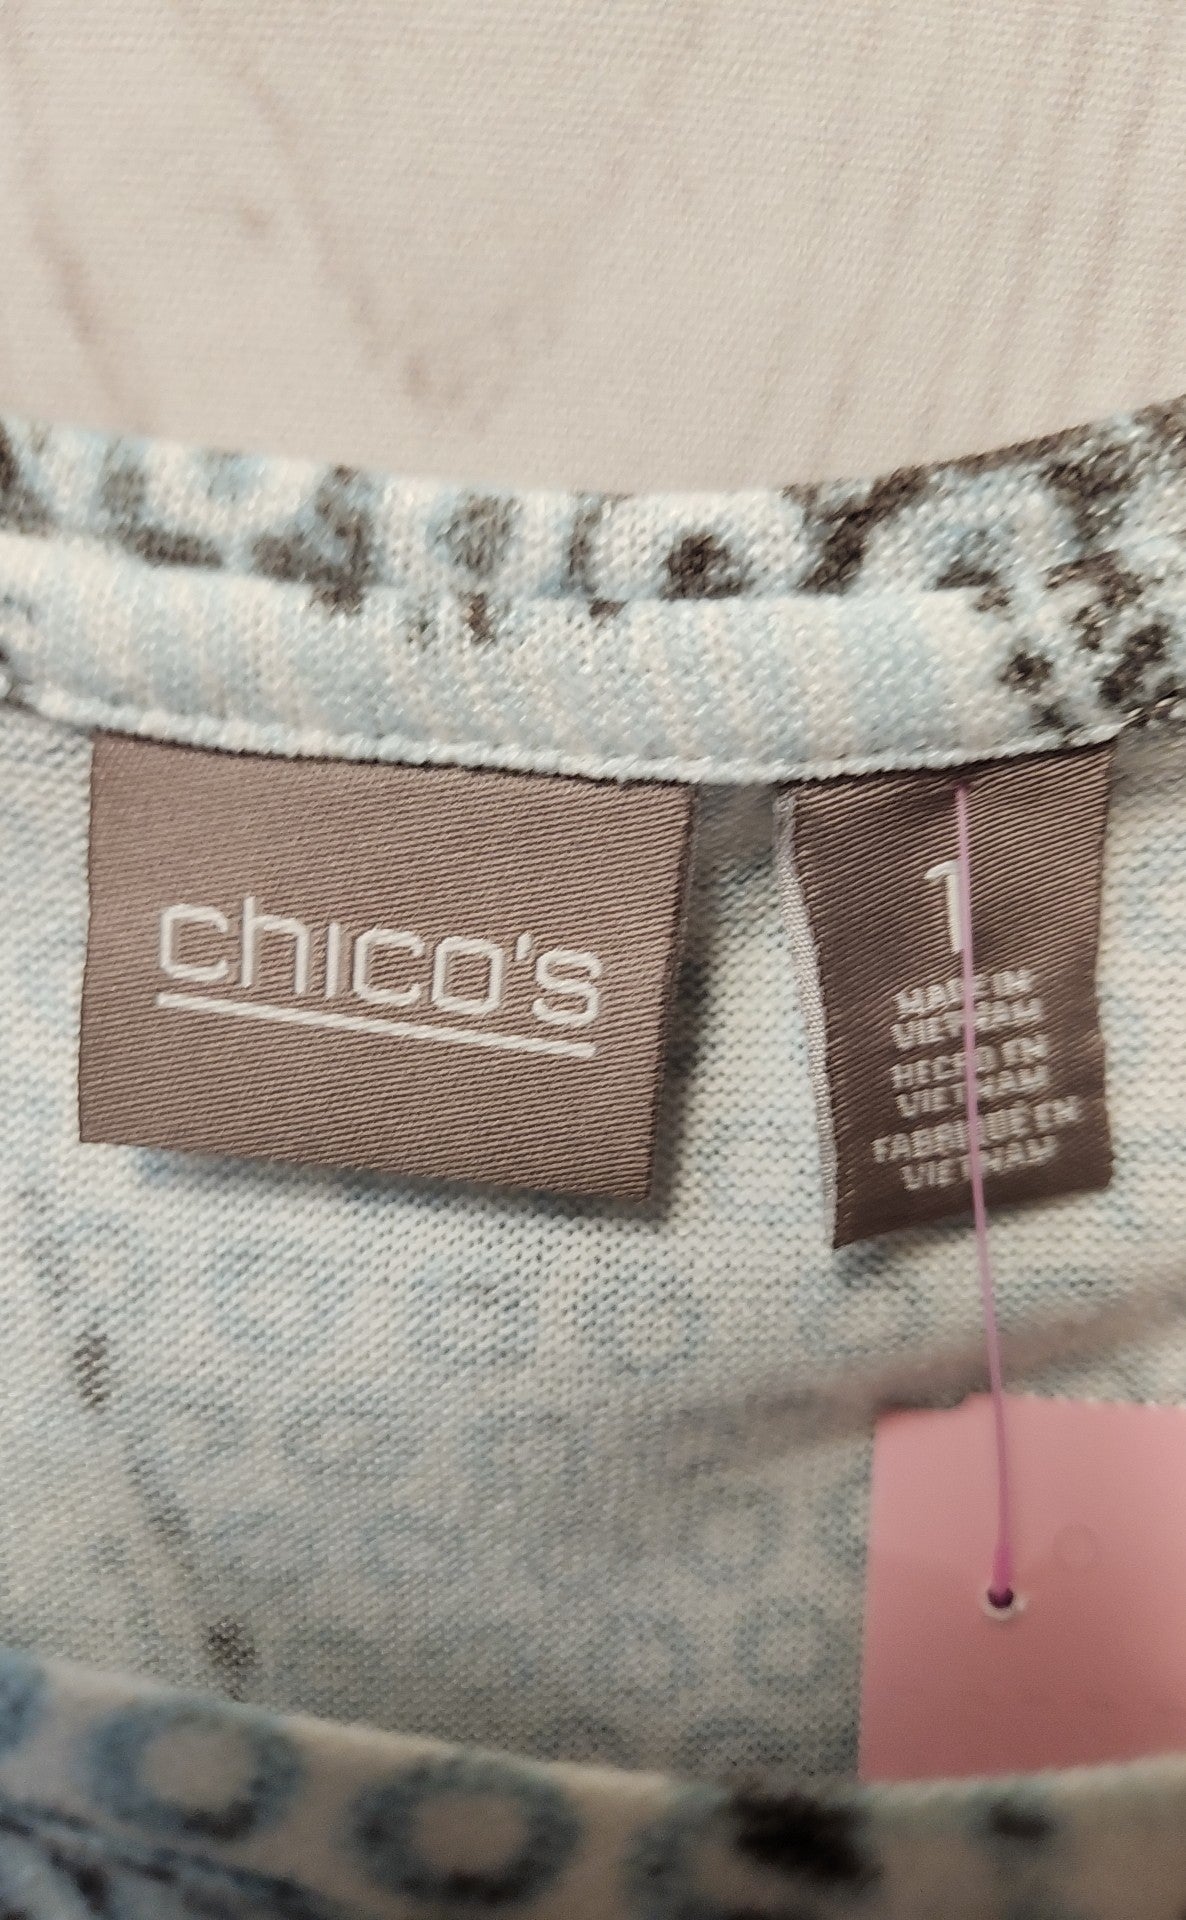 chico's
1
MADE IN
VIETNAM
HECHO EN
VIETNAM
FABRIQUÉ EN
VIETNAM